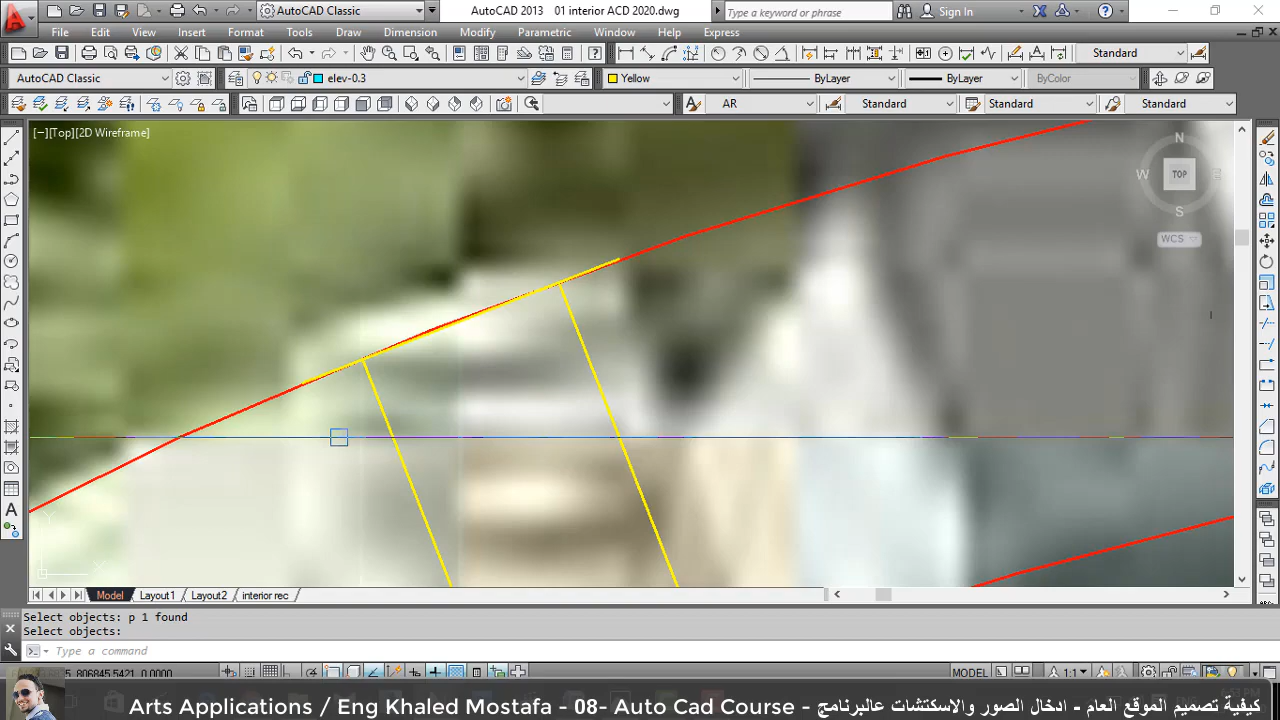 AutoCAD Classic
AutoCAD 2013 01 interior ACD 2020.dwg
Type a keyword or phrase
Sign In
File Edit View Insert Format Tools Draw Dimension Modify Parametric Window Help Express
Standard
AutoCAD Classic
elev-0.3
Yellow
ByLayer
ByLayer
ByColor
AR
Standard
Standard
Standard
[−][Top][2D Wireframe]
N
W TOP E
S
WCS
Model Layout1 Layout2 interior rec
Select objects: p 1 found
Select objects:
Type a command
806845.5421, 0.0000
MODEL
1:1
Arts Applications / Eng Khaled Mostafa - 08- Auto Cad Course - كيفية تصميم الموقع العام - ادخال الصور والاسكتشات عالبرنامج